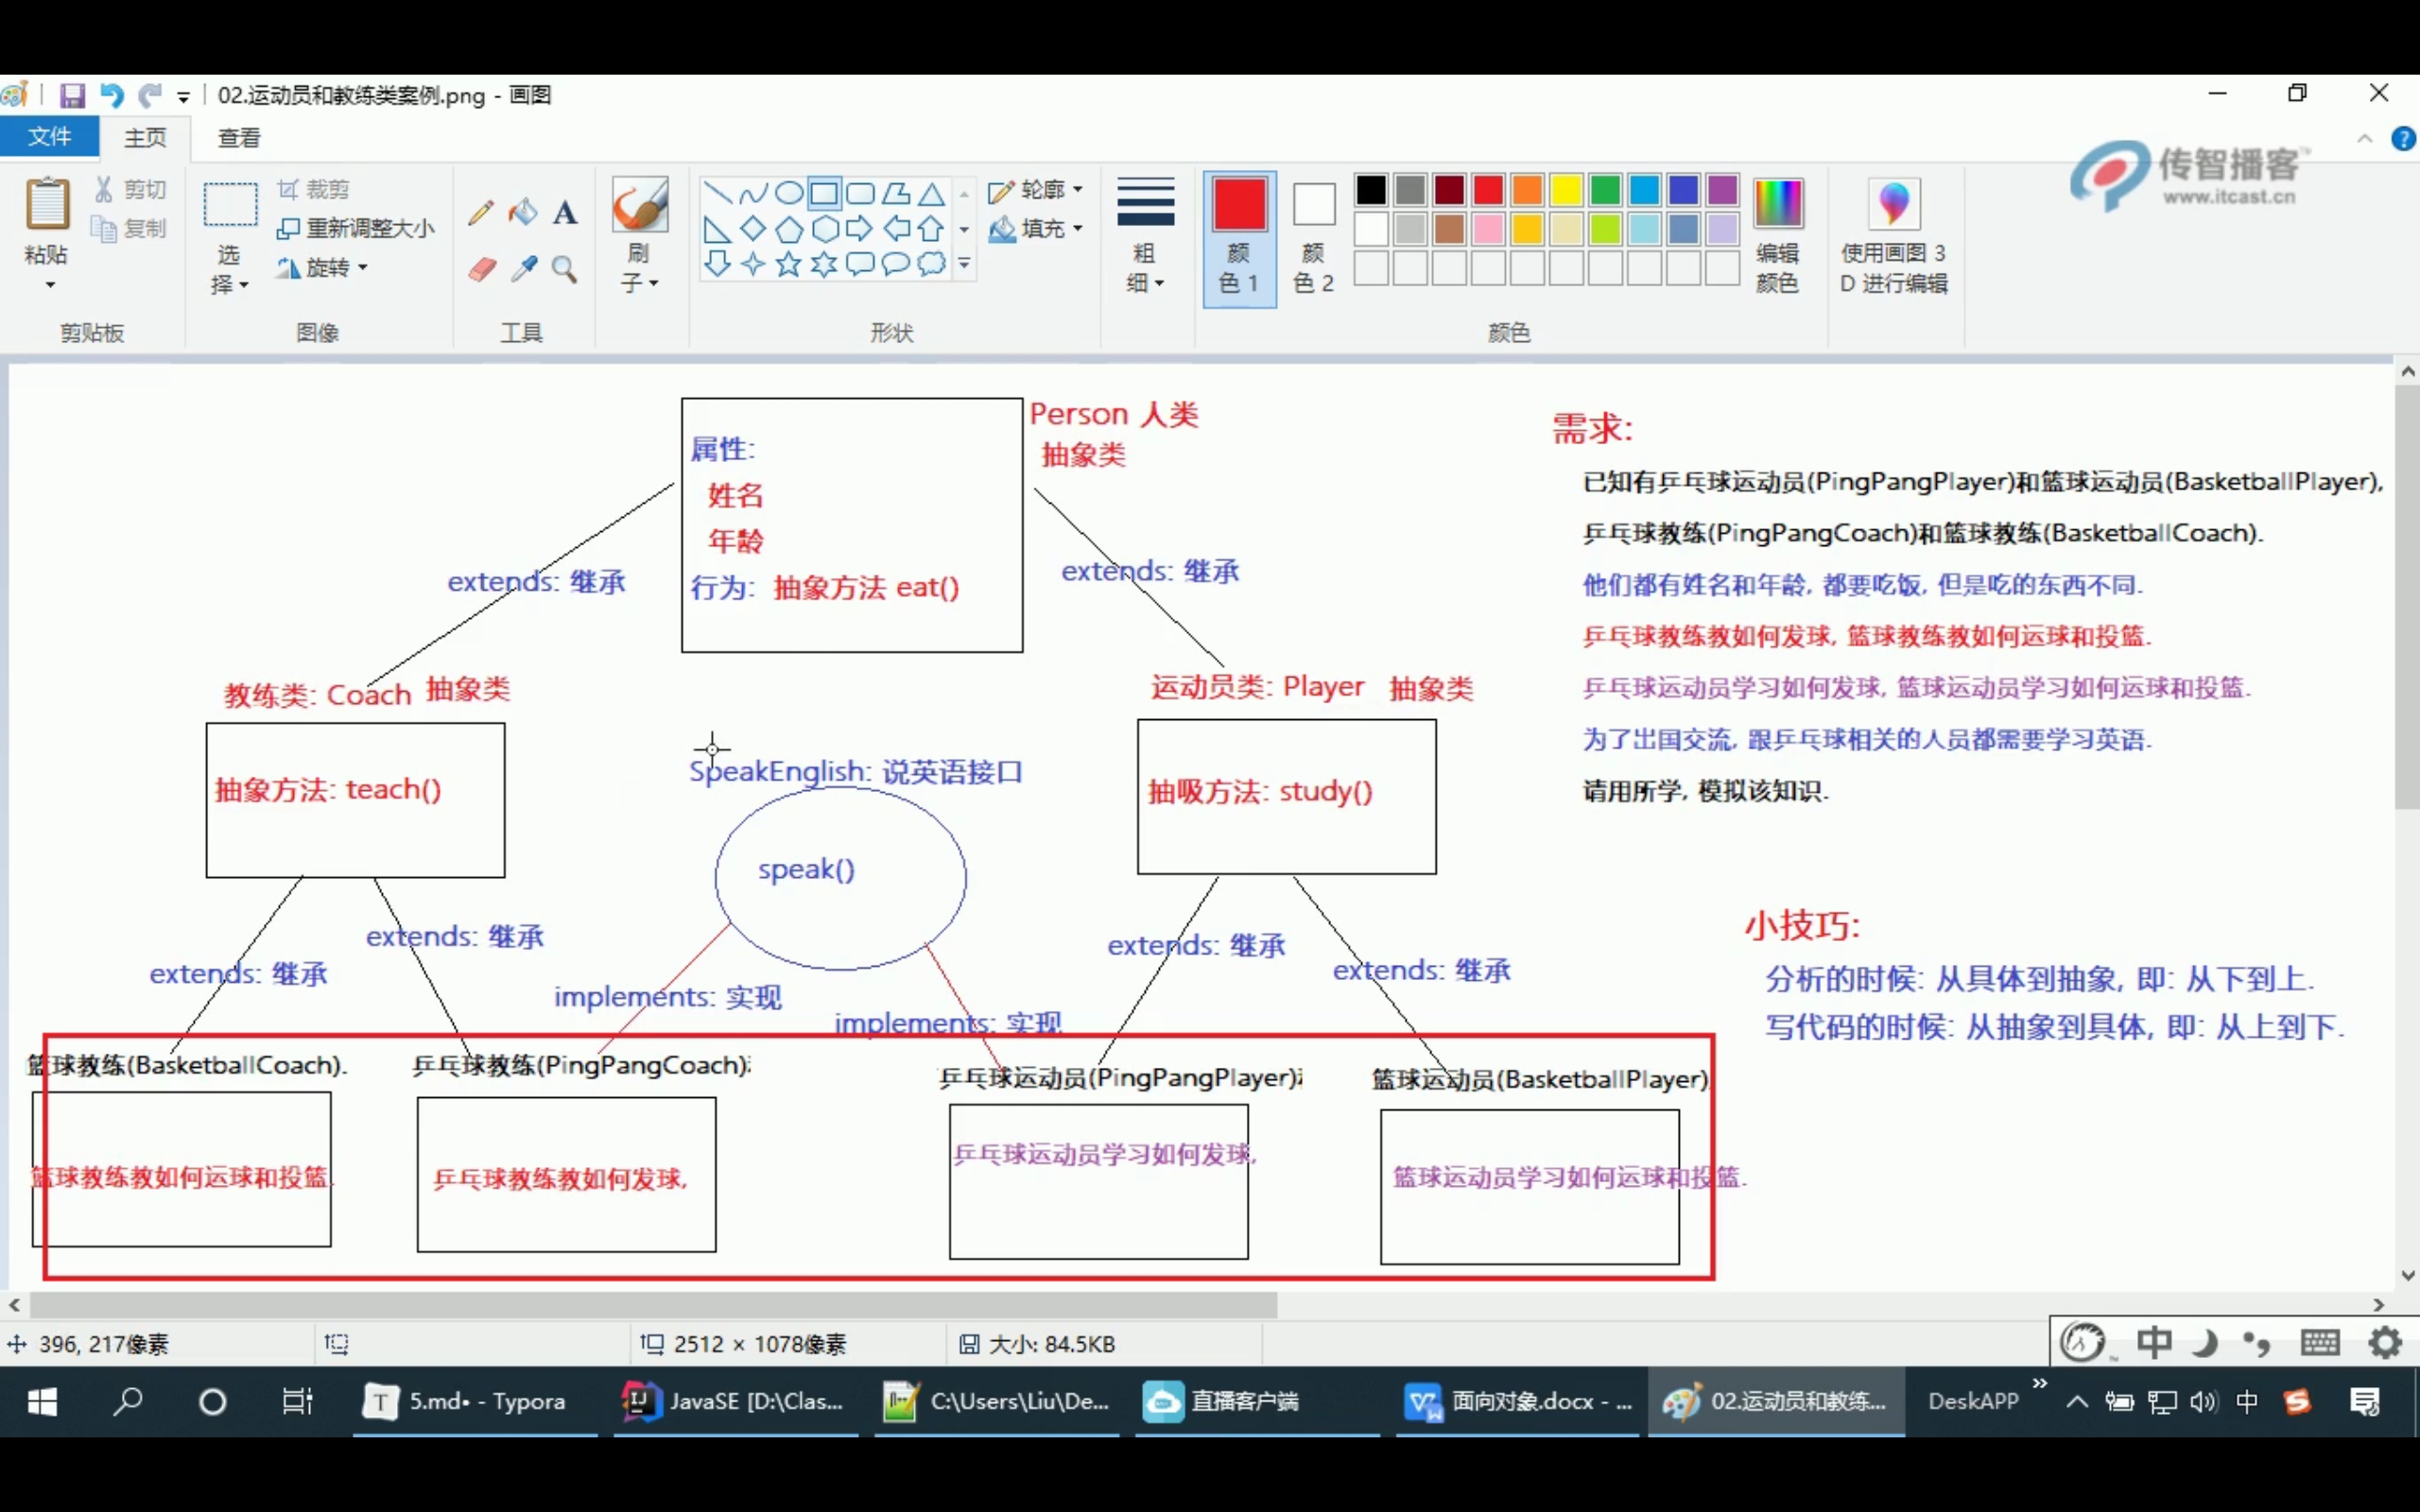 02.运动员和教练类案例.png - 画图
文件 主页 查看
传智播客
www.itcast.cn
粘贴
剪切
复制
剪贴板
选择
裁剪
重新调整大小
旋转
图像
A
工具
刷子
轮廓
填充
形状
粗细
颜色 1
颜色 2
编辑颜色
颜色
使用画图 3D 进行编辑
Person 人类
抽象类
属性:
姓名
年龄
行为: 抽象方法 eat()
extends: 继承
extends: 继承
教练类: Coach 抽象类
抽象方法: teach()
运动员类: Player 抽象类
抽吸方法: study()
SpeakEnglish: 说英语接口
speak()
extends: 继承
extends: 继承
implements: 实现
implements: 实现
extends: 继承
extends: 继承
篮球教练(BasketballCoach).
乒乓球教练(PingPangCoach)
乒乓球运动员(PingPangPlayer)
篮球运动员(BasketballPlayer)
篮球教练教如何运球和投篮.
乒乓球教练教如何发球,
乒乓球运动员学习如何发球,
篮球运动员学习如何运球和投篮.
需求:
已知有乒乓球运动员(PingPangPlayer)和篮球运动员(BasketballPlayer),
乒乓球教练(PingPangCoach)和篮球教练(BasketballCoach).
他们都有姓名和年龄, 都要吃饭, 但是吃的东西不同.
乒乓球教练教如何发球, 篮球教练教如何运球和投篮.
乒乓球运动员学习如何发球, 篮球运动员学习如何运球和投篮.
为了出国交流, 跟乒乓球相关的人员都需要学习英语.
请用所学, 模拟该知识.
小技巧:
分析的时候: 从具体到抽象, 即: 从下到上.
写代码的时候: 从抽象到具体, 即: 从上到下.
396, 217像素
2512 × 1078像素
大小: 84.5KB
中
5.md• - Typora
JavaSE [D:\Clas...
C:\Users\Liu\De...
直播客户端
面向对象.docx - ...
02.运动员和教练...
DeskAPP
中